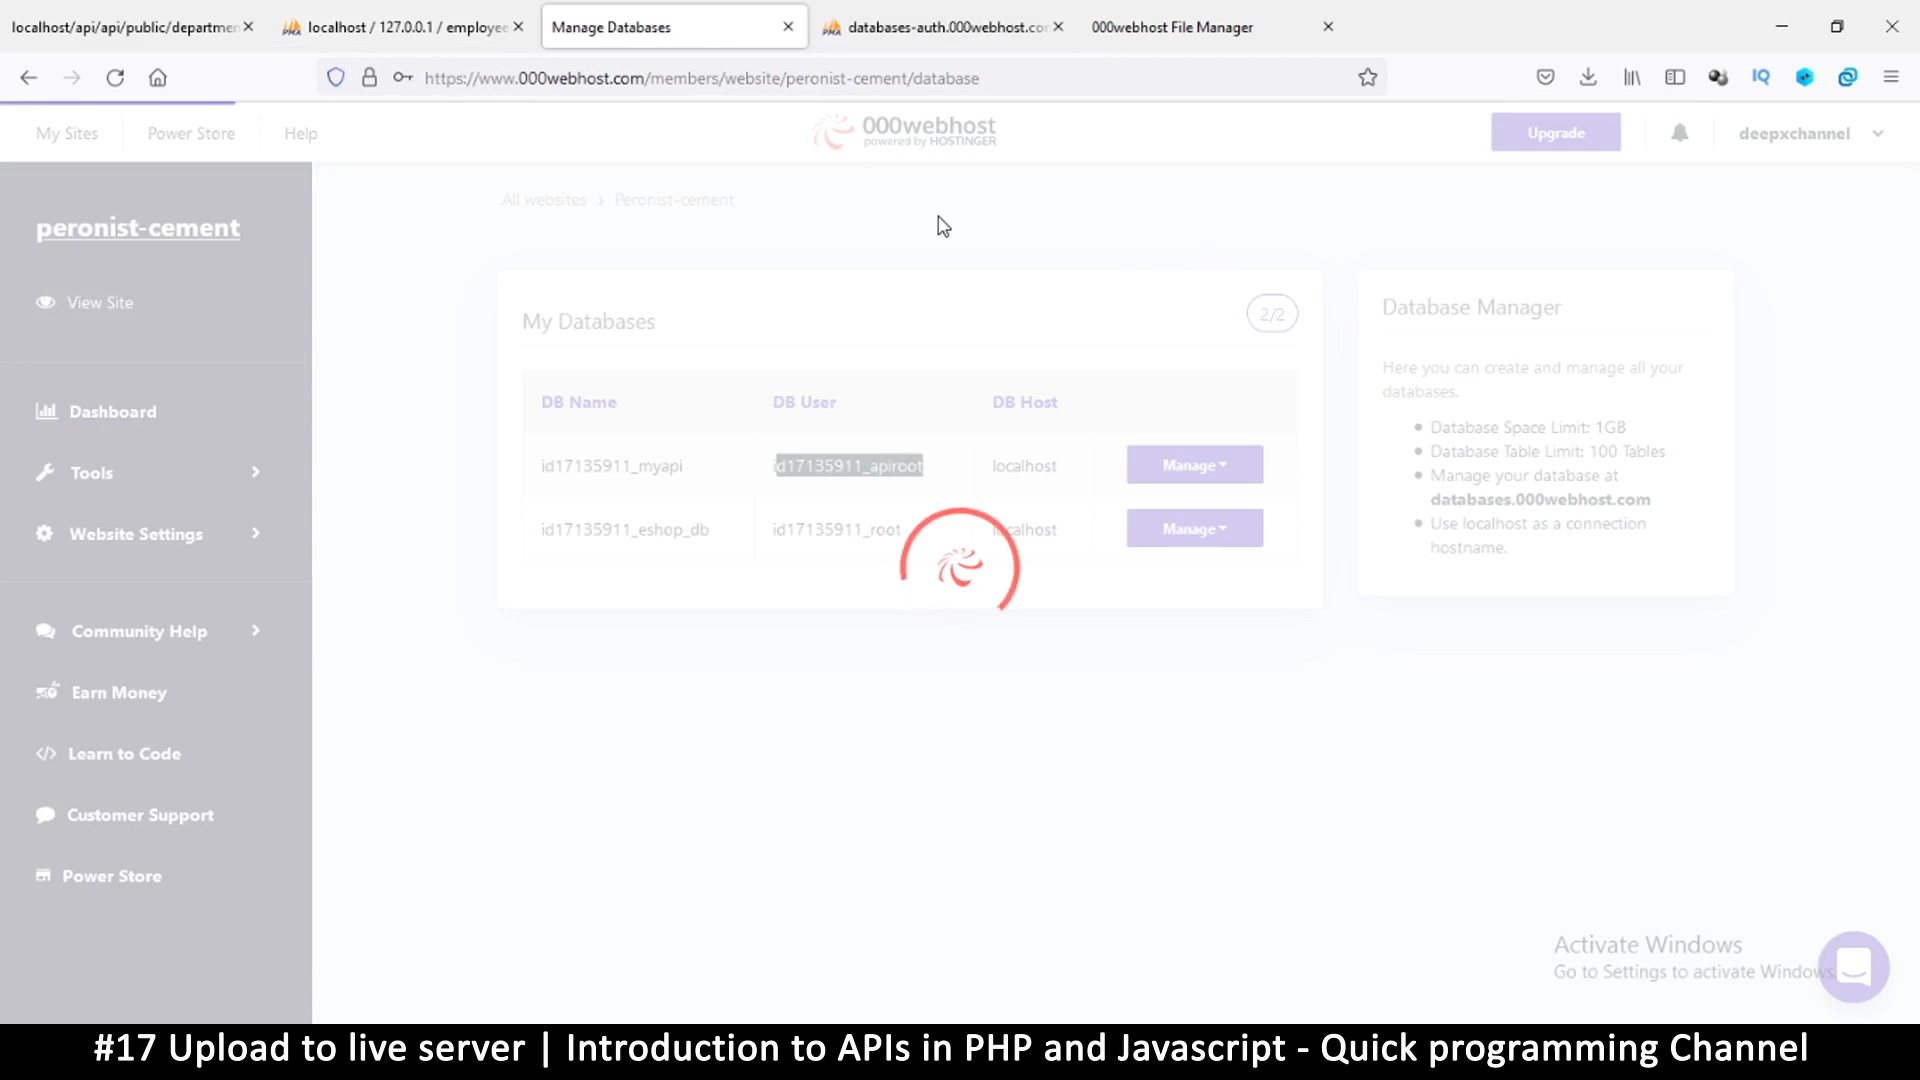 localhost/api/api/public/departmen
localhost / 127.0.0.1 / employee
Manage Databases
databases-auth.000webhost.cor
000webhost File Manager
https://www.000webhost.com/members/website/peronist-cement/database
IQ
My Sites
Power Store
Help
000webhost
powered by HOSTINGER
Upgrade
deepxchannel
peronist-cement
View Site
Dashboard
Tools
Website Settings
Community Help
Earn Money
Learn to Code
Customer Support
Power Store
All websites > Peronist-cement
My Databases
2/2
DB Name DB User DB Host
id17135911_myapi id17135911_apiroot localhost Manage
id17135911_eshop_db id17135911_root localhost Manage
Database Manager
Here you can create and manage all your
databases.
Database Space Limit: 1GB
Database Table Limit: 100 Tables
Manage your database at
databases.000webhost.com
Use localhost as a connection
hostname.
Activate Windows
Go to Settings to activate Windows.
#17 Upload to live server | Introduction to APIs in PHP and Javascript - Quick programming Channel